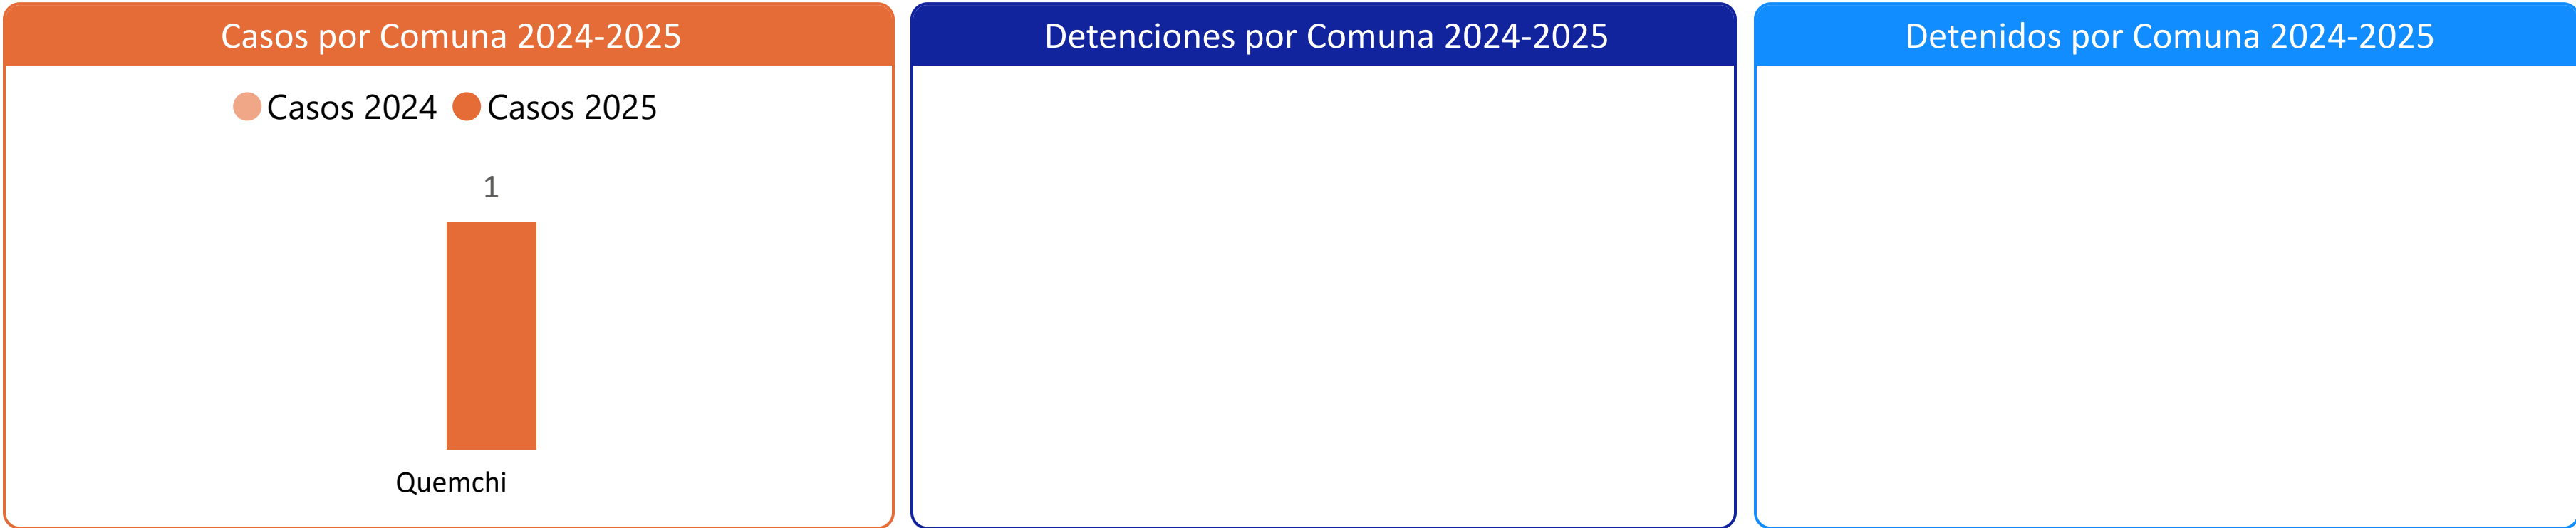 Casos por Comuna 2024-2025
Casos 2024 Casos 2025
1
Quemchi
Detenciones por Comuna 2024-2025
Detenidos por Comuna 2024-2025